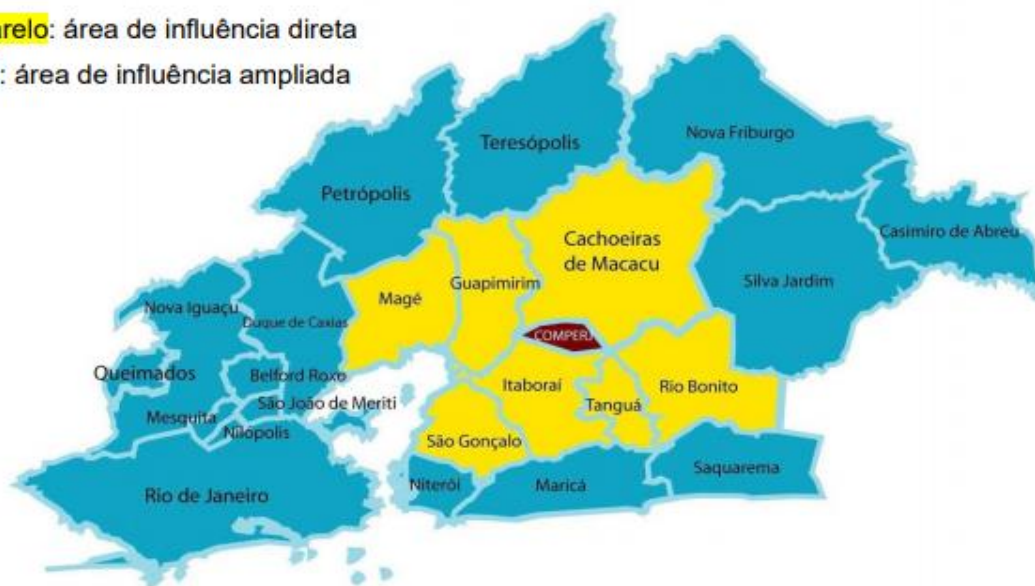 arelo: área de influência direta
: área de influência ampliada
Teresópolis
Nova Friburgo
Petrópolis
Casimiro de Abreu
Cachoeiras
de Macacu
Silva Jardim
Guapimirim
Magé
Nova Iguaçu
Duque de Caxias
COMPERJ
Queimados
Belford Roxo
Itaboraí
Rio Bonito
São João de Meriti
Tanguá
Mesquita
Nilópolis
São Gonçalo
Saquarema
Niterói
Maricá
Rio de Janeiro